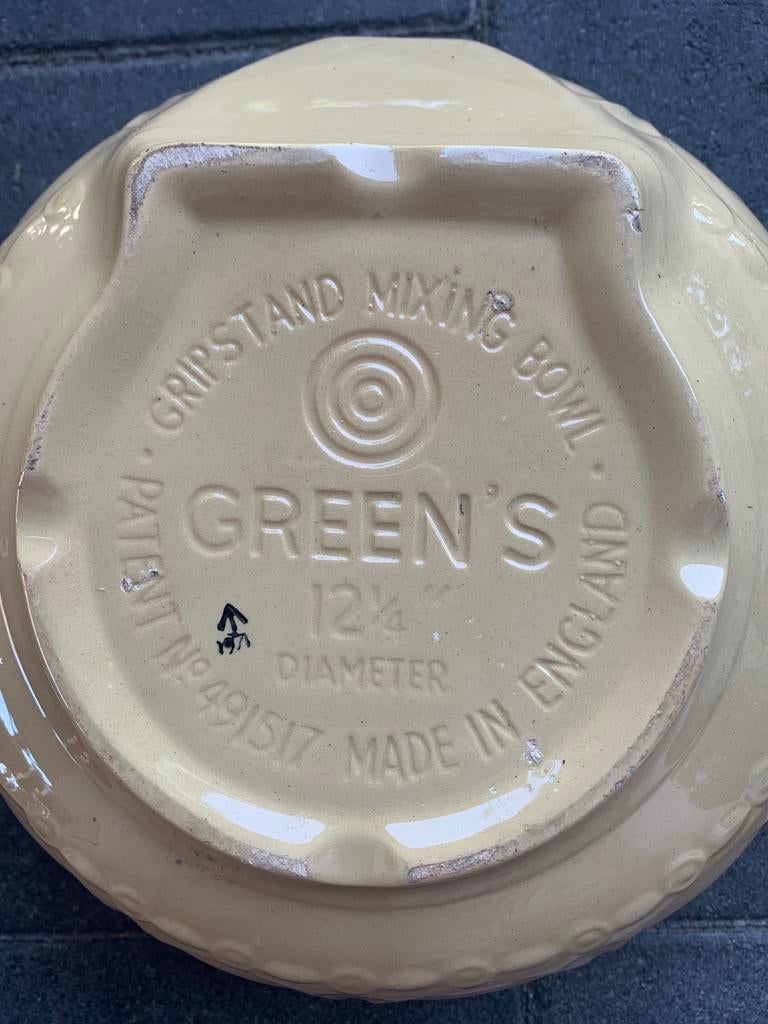 · GRIPSTAND MIXING BOWL ·
GREEN'S
12¼"
DIAMETER
PATENT Nº 491517 MADE IN ENGLAND